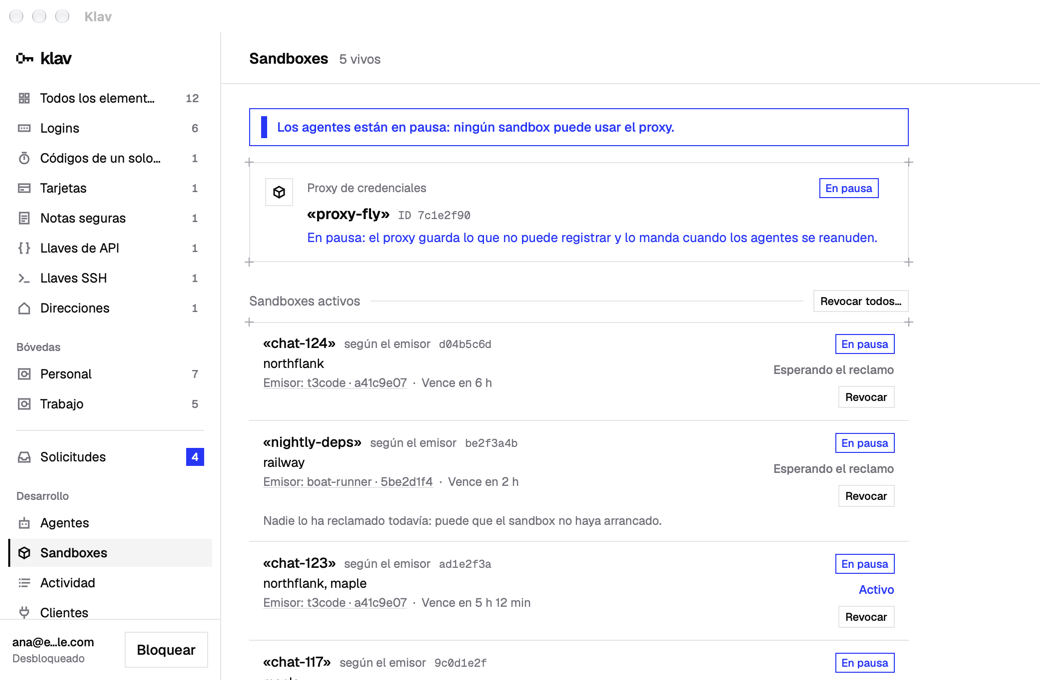 Klav
klav
Todos los element... 12
Logins 6
Códigos de un solo... 1
Tarjetas 1
Notas seguras 1
Llaves de API 1
Llaves SSH 1
Direcciones 1
Bóvedas
Personal 7
Trabajo 5
Solicitudes 4
Desarrollo
Agentes
Sandboxes
Actividad
Clientes
ana@e...le.com
Desbloqueado
Bloquear
Sandboxes 5 vivos
Los agentes están en pausa: ningún sandbox puede usar el proxy.
Proxy de credenciales
En pausa
«proxy-fly» ID 7c1e2f90
En pausa: el proxy guarda lo que no puede registrar y lo manda cuando los agentes se reanuden.
Sandboxes activos
Revocar todos...
«chat-124» según el emisor d04b5c6d
En pausa
northflank
Esperando el reclamo
Emisor: t3code · a41c9e07 · Vence en 6 h
Revocar
«nightly-deps» según el emisor be2f3a4b
En pausa
railway
Esperando el reclamo
Emisor: boat-runner · 5be2d1f4 · Vence en 2 h
Revocar
Nadie lo ha reclamado todavía: puede que el sandbox no haya arrancado.
«chat-123» según el emisor ad1e2f3a
En pausa
northflank, maple
Activo
Emisor: t3code · a41c9e07 · Vence en 5 h 12 min
Revocar
«chat-117» según el emisor 9c0d1e2f
En pausa